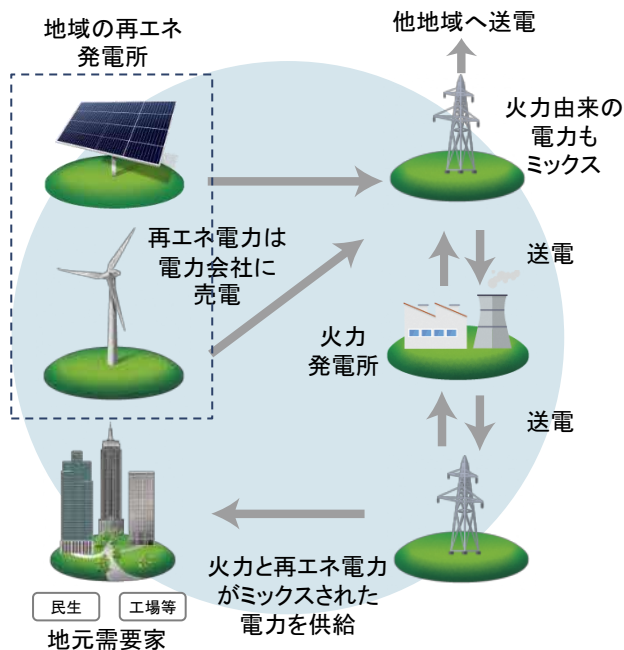 地域の再エネ
発電所
他地域へ送電
火力由来の
電力も
ミックス
再エネ電力は
電力会社に
売電
送電
火力
発電所
送電
火力と再エネ電力
がミックスされた
電力を供給
民生
工場等
地元需要家